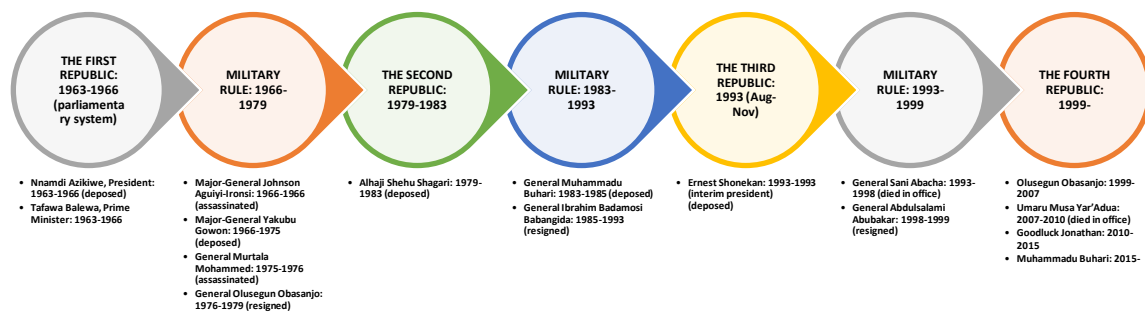 THE FIRST
REPUBLIC:
1963-1966
(parliamenta
ry system)
• Nnamdi Azikiwe, President:
1963-1966 (deposed)
• Tafawa Balewa, Prime
Minister: 1963-1966
MILITARY
RULE: 1966-
1979
• Major-General Johnson
Aguiyi-Ironsi: 1966-1966
(assassinated)
• Major-General Yakubu
Gowon: 1966-1975
(deposed)
• General Murtala
Mohammed: 1975-1976
(assassinated)
• General Olusegun Obasanjo:
1976-1979 (resigned)
THE SECOND
REPUBLIC:
1979-1983
• Alhaji Shehu Shagari: 1979-
1983 (deposed)
MILITARY
RULE: 1983-
1993
• General Muhammadu
Buhari: 1983-1985 (deposed)
• General Ibrahim Badamosi
Babangida: 1985-1993
(resigned)
THE THIRD
REPUBLIC:
1993 (Aug-
Nov)
• Ernest Shonekan: 1993-1993
(interim president)
(deposed)
MILITARY
RULE: 1993-
1999
• General Sani Abacha: 1993-
1998 (died in office)
• General Abdulsalami
Abubakar: 1998-1999
(resigned)
THE FOURTH
REPUBLIC:
1999-
• Olusegun Obasanjo: 1999-
2007
• Umaru Musa Yar’Adua:
2007-2010 (died in office)
• Goodluck Jonathan: 2010-
2015
• Muhammadu Buhari: 2015-